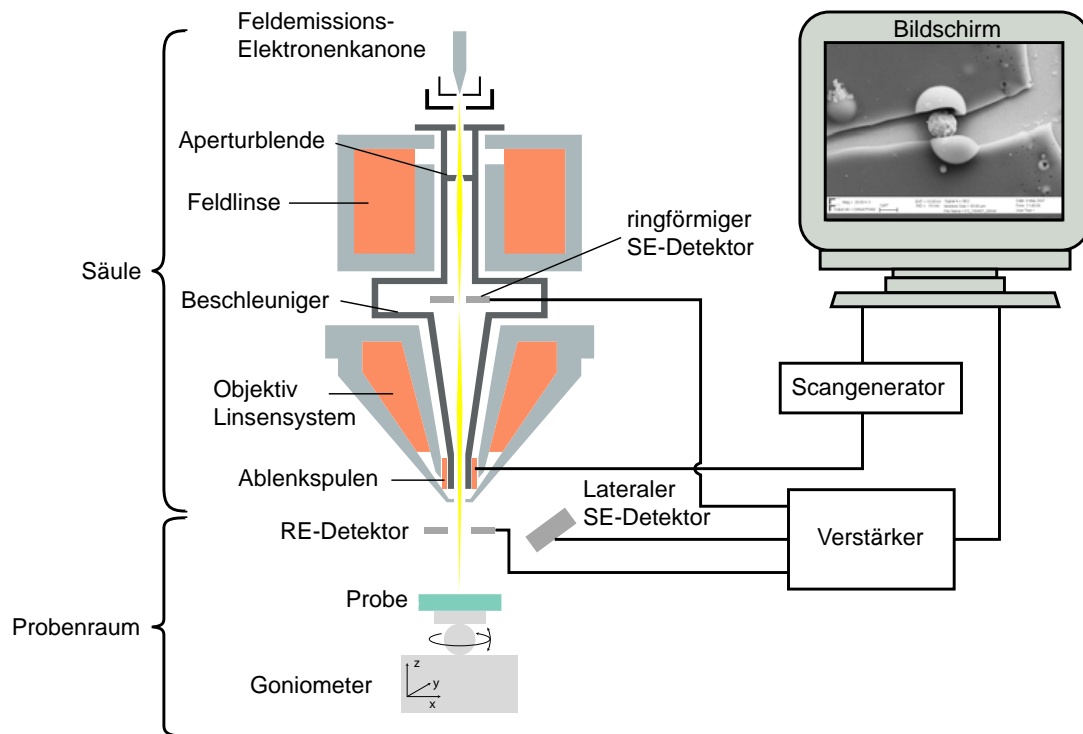 Feldemissions-
Elektronenkanone
Bildschirm
Aperturblende
Feldlinse
ringförmiger
SE-Detektor
Säule
Beschleuniger
Objektiv
Linsensystem
Scangenerator
Ablenkspulen
Lateraler
SE-Detektor
RE-Detektor
Verstärker
Probe
Probenraum
Goniometer
z
y
x